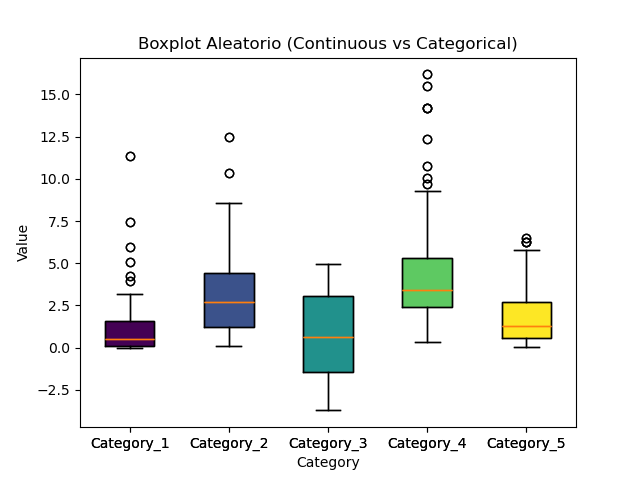 Boxplot Aleatorio (Continuous vs Categorical)
15.0
12.5
10.0
7.5
5.0
2.5
0.0
−2.5
Value
Category_1 Category_2 Category_3 Category_4 Category_5
Category